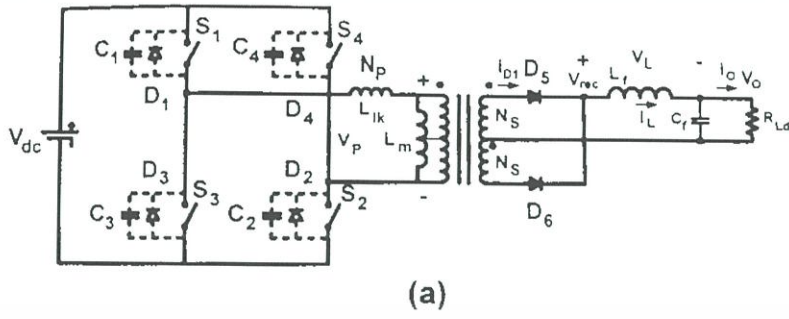 C1 S1 C4 S4
D1 D4 NP Llk
Vdc
VP Lm
D3 S3 D2 S2
C3 C2
+ -
iD1 D5 + Vrec Lf VL - iO VO
NS iL Cf RLd
NS
D6
(a)